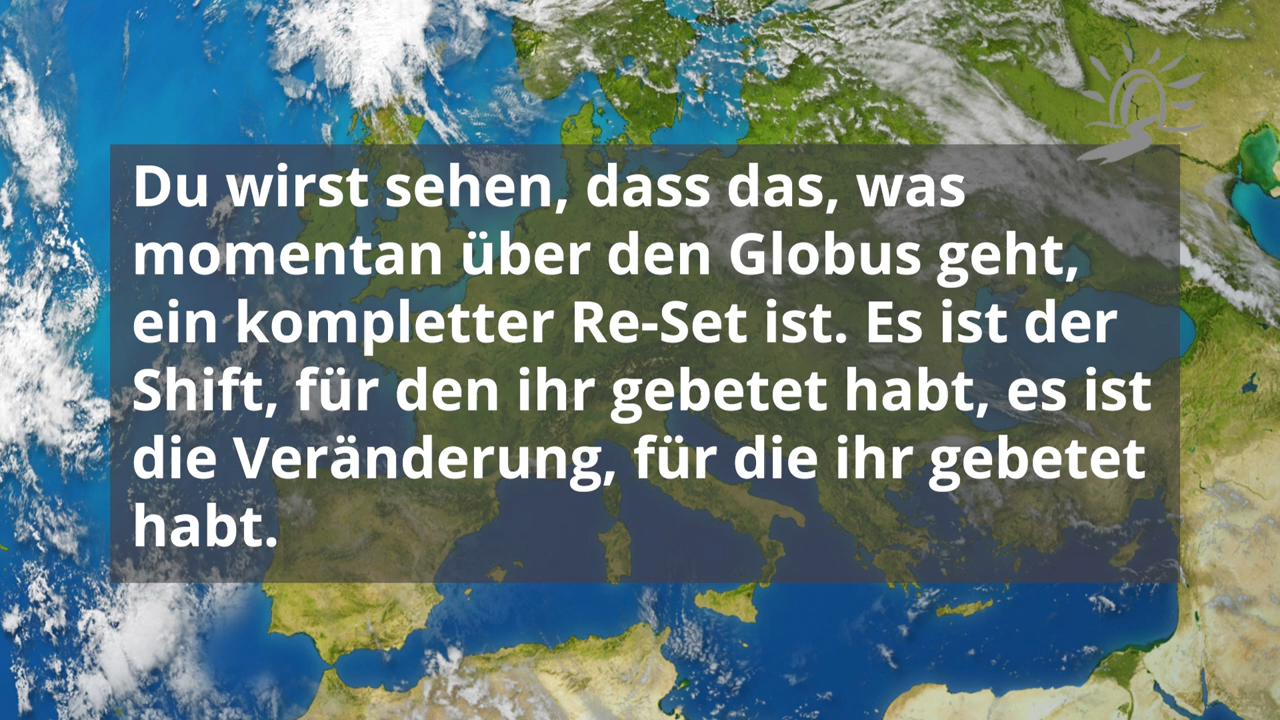 Du wirst sehen, dass das, was
momentan über den Globus geht,
ein kompletter Re-Set ist. Es ist der
Shift, für den ihr gebetet habt, es ist
die Veränderung, für die ihr gebetet
habt.